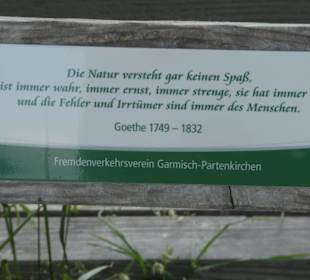 Die Natur versteht gar keinen Spaß,
ist immer wahr, immer ernst, immer strenge, sie hat immer
und die Fehler und Irrtümer sind immer des Menschen.
Goethe 1749 – 1832
Fremdenverkehrsverein Garmisch-Partenkirchen